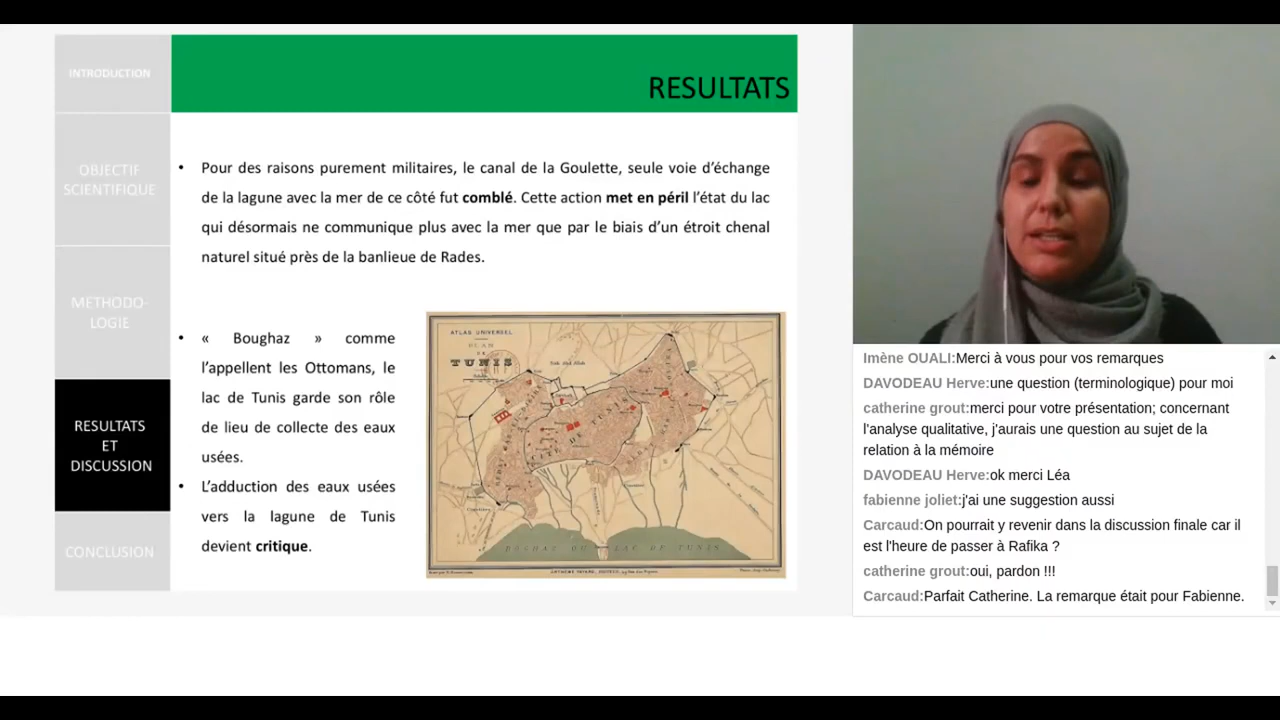 INTRODUCTION
OBJECTIF
SCIENTIFIQUE
METHODO-
LOGIE
RESULTATS
ET
DISCUSSION
CONCLUSION
RESULTATS
• Pour des raisons purement militaires, le canal de la Goulette, seule voie d’échange
de la lagune avec la mer de ce côté fut comblé. Cette action met en péril l’état du lac
qui désormais ne communique plus avec la mer que par le biais d’un étroit chenal
naturel situé près de la banlieue de Rades.
• « Boughaz » comme
l’appellent les Ottomans, le
lac de Tunis garde son rôle
de lieu de collecte des eaux
usées.
• L’adduction des eaux usées
vers la lagune de Tunis
devient critique.
ATLAS UNIVERSEL
PLAN
DE
TUNIS
BOGHAZ OU LAC DE TUNIS
Imène OUALI:Merci à vous pour vos remarques
DAVODEAU Herve:une question (terminologique) pour moi
catherine grout:merci pour votre présentation; concernant
l'analyse qualitative, j'aurais une question au sujet de la
relation à la mémoire
DAVODEAU Herve:ok merci Léa
fabienne joliet:j'ai une suggestion aussi
Carcaud:On pourrait y revenir dans la discussion finale car il
est l'heure de passer à Rafika ?
catherine grout:oui, pardon !!!
Carcaud:Parfait Catherine. La remarque était pour Fabienne.